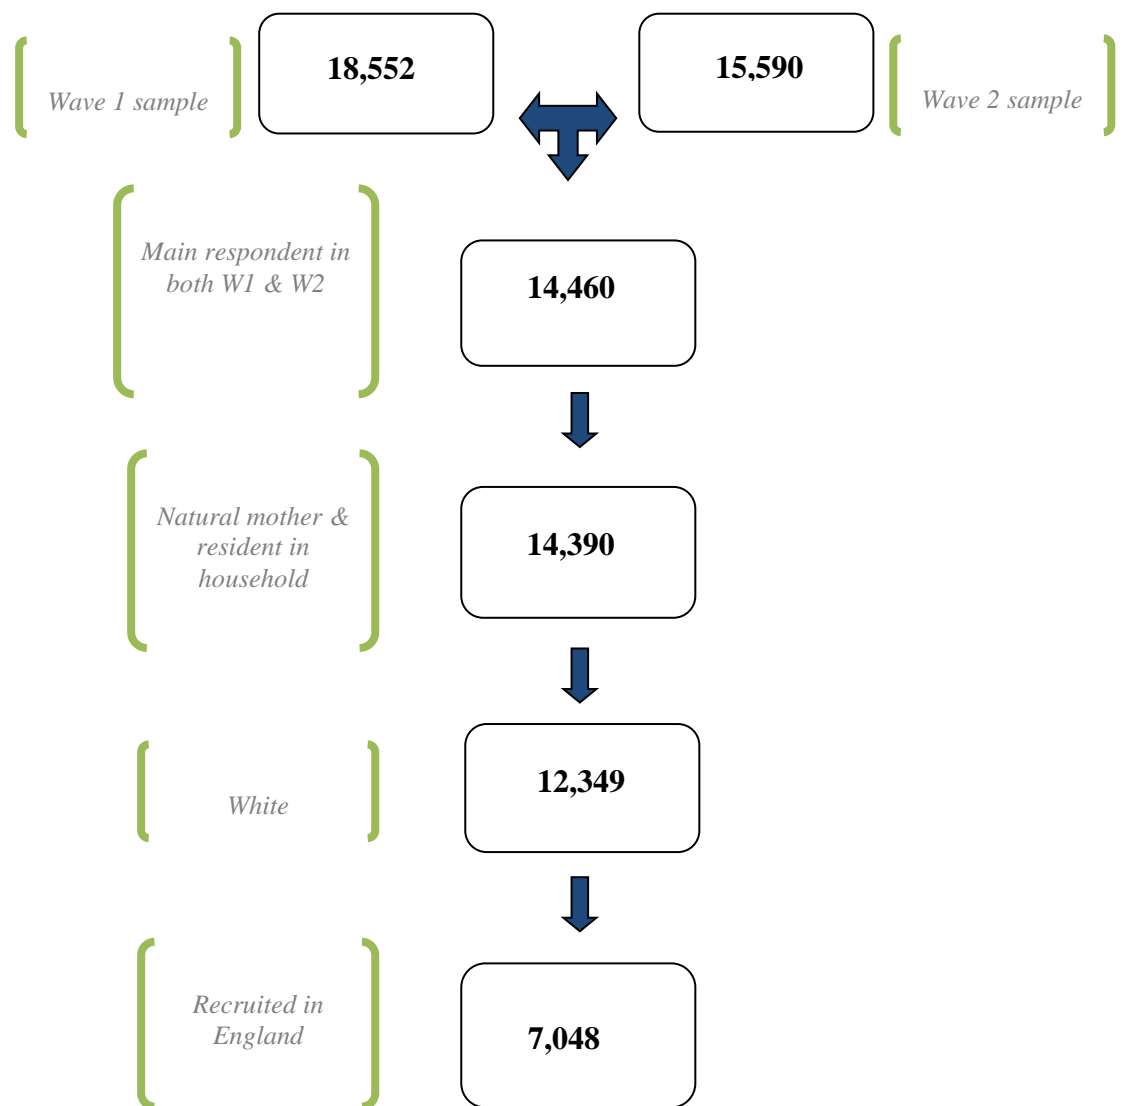 Wave 1 sample
18,552
15,590
Wave 2 sample
Main respondent in
both W1 & W2
14,460
Natural mother &
resident in
household
14,390
White
12,349
Recruited in
England
7,048